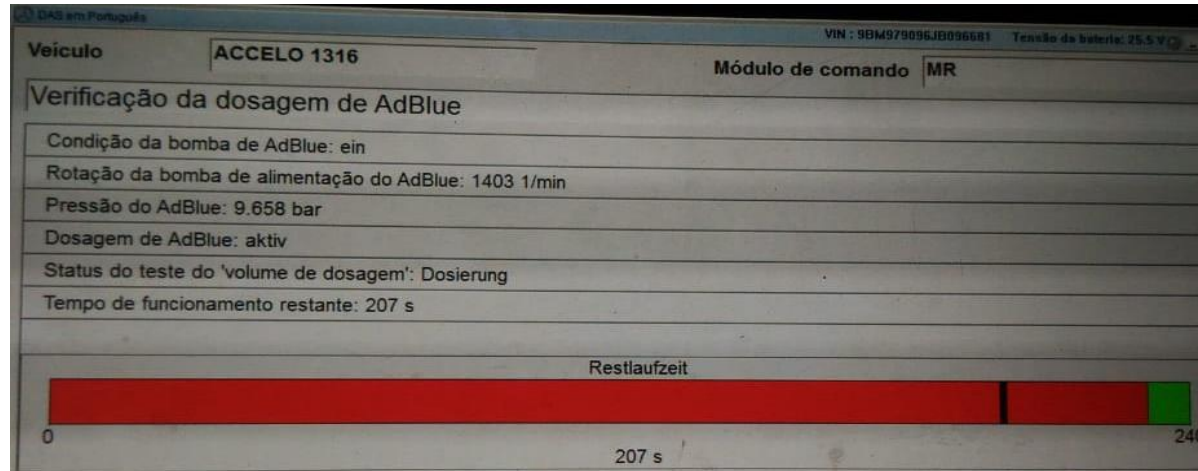 DAS em Português
VIN : 9BM979096JB096681 Tensão da bateria: 25.5 V
Veículo ACCELO 1316 Módulo de comando MR
Verificação da dosagem de AdBlue
Condição da bomba de AdBlue: ein
Rotação da bomba de alimentação do AdBlue: 1403 1/min
Pressão do AdBlue: 9.658 bar
Dosagem de AdBlue: aktiv
Status do teste do 'volume de dosagem': Dosierung
Tempo de funcionamento restante: 207 s
Restlaufzeit
0 240
207 s